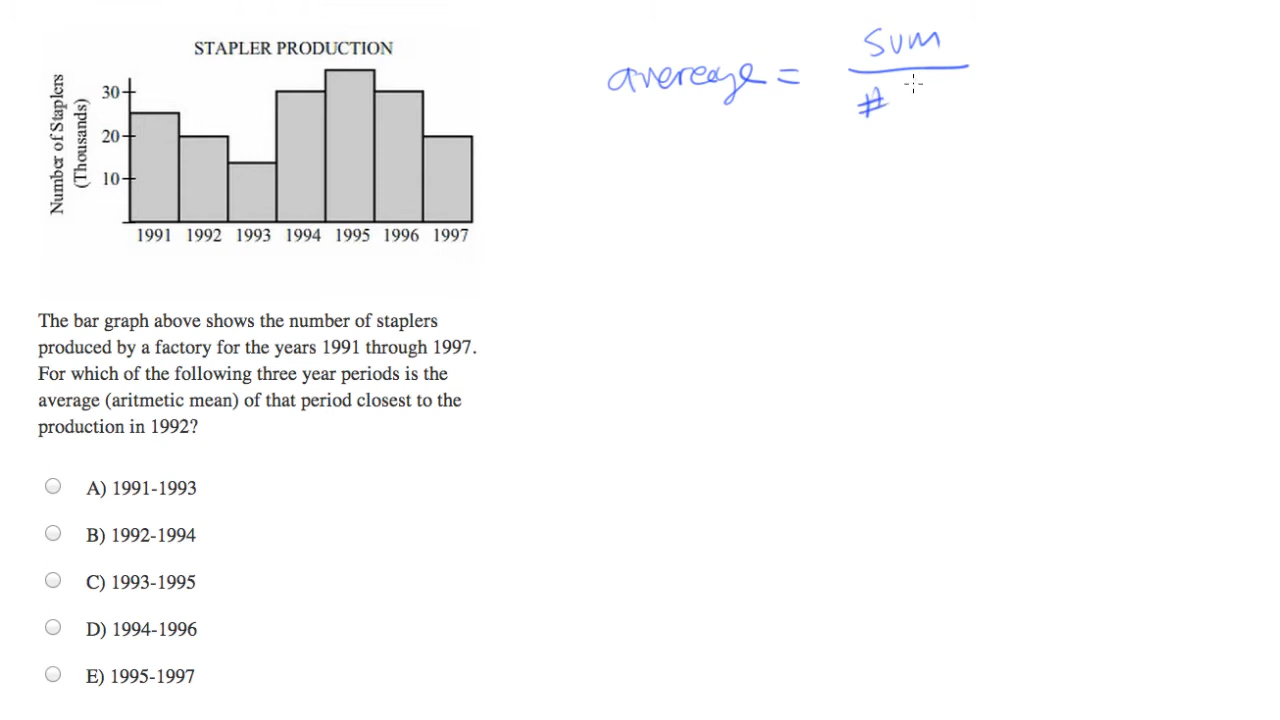 STAPLER PRODUCTION
Number of Staplers
(Thousands)
30
20
10
1991 1992 1993 1994 1995 1996 1997
avereage = sum
#
The bar graph above shows the number of staplers
produced by a factory for the years 1991 through 1997.
For which of the following three year periods is the
average (aritmetic mean) of that period closest to the
production in 1992?
A) 1991-1993
B) 1992-1994
C) 1993-1995
D) 1994-1996
E) 1995-1997